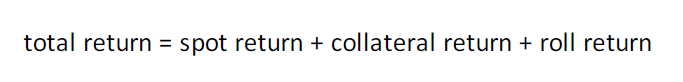 total return = spot return + collateral return + roll return